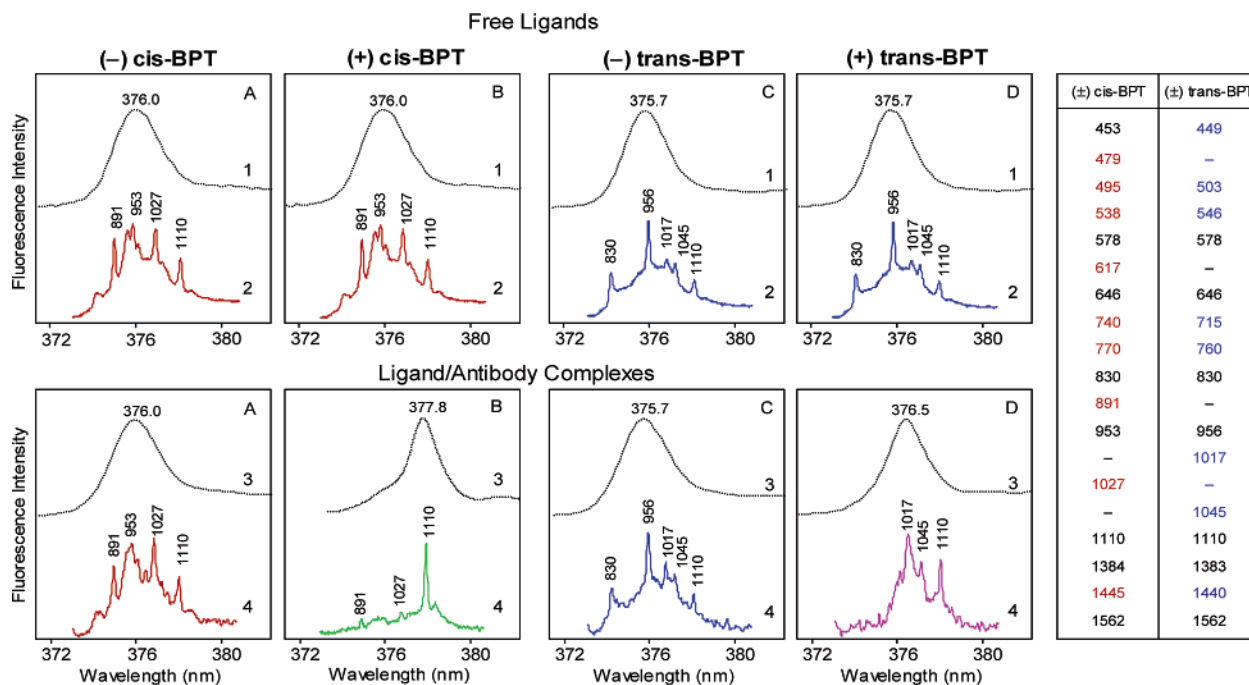 Free Ligands
(–) cis-BPT
(+) cis-BPT
(–) trans-BPT
(+) trans-BPT
Fluorescence Intensity
A
376.0
1
891
953
1027
1110
2
372 376 380
B
376.0
1
891
953
1027
1110
2
372 376 380
C
375.7
1
830
956
1017
1045
1110
2
372 376 380
D
375.7
1
830
956
1017
1045
1110
2
372 376 380
Ligand/Antibody Complexes
Fluorescence Intensity
A
376.0
3
891
953
1027
1110
4
372 376 380
Wavelength (nm)
B
377.8
3
891
1027
1110
4
372 376 380
Wavelength (nm)
C
375.7
3
830
956
1017
1045
1110
4
372 376 380
Wavelength (nm)
D
376.5
3
1017
1045
1110
4
372 376 380
Wavelength (nm)
(±) cis-BPT (±) trans-BPT
453 449
479 –
495 503
538 546
578 578
617 –
646 646
740 715
770 760
830 830
891 –
953 956
– 1017
1027 –
– 1045
1110 1110
1384 1383
1445 1440
1562 1562